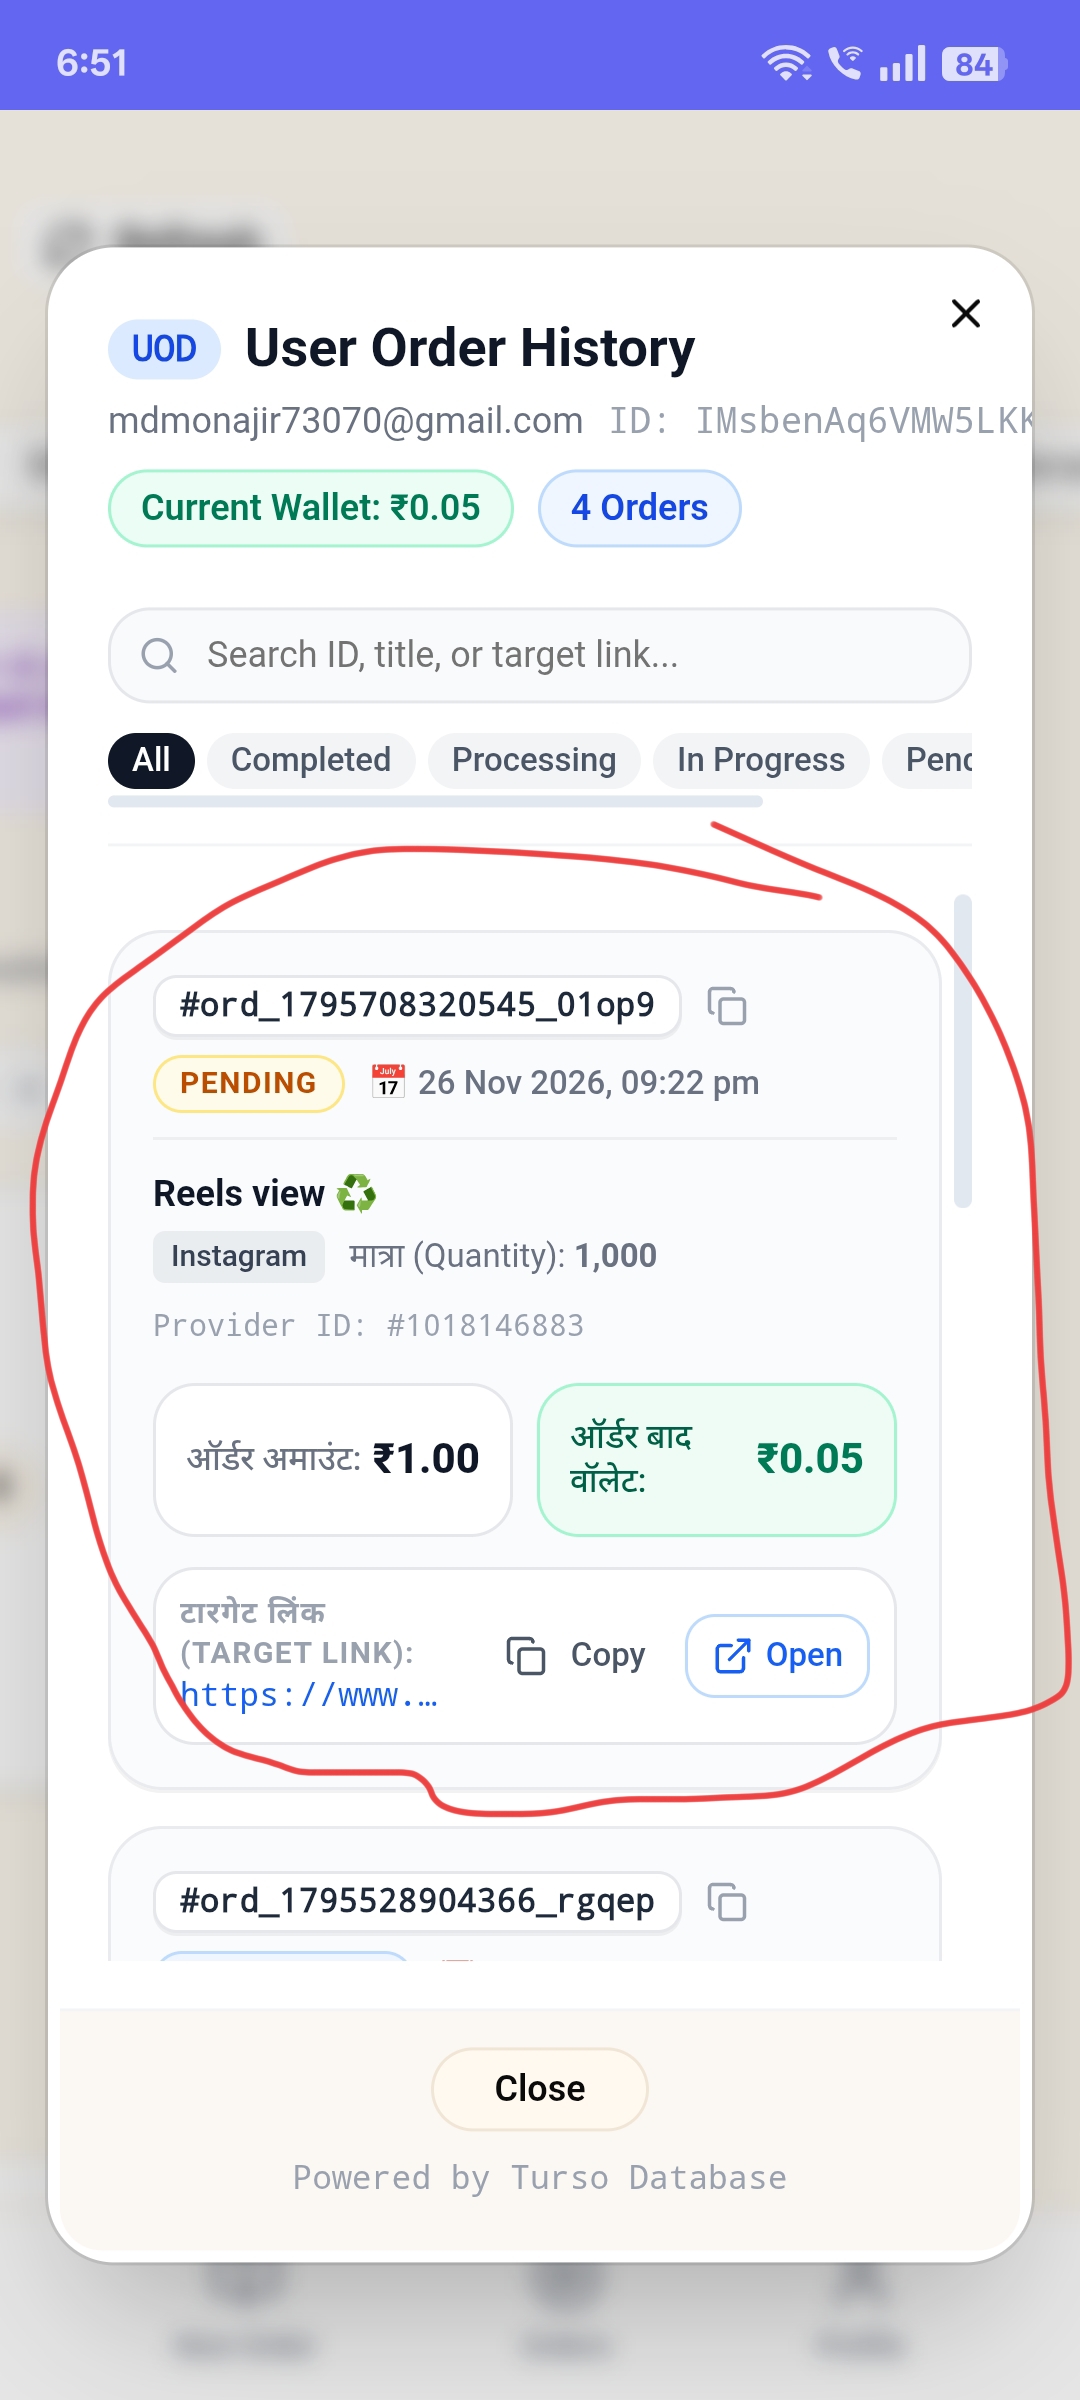 6:51
84
UOD User Order History
mdmonajir73070@gmail.com ID: IMsbenAq6VMW5LKK
Current Wallet: ₹0.05 4 Orders
Search ID, title, or target link...
All Completed Processing In Progress Pend
#ord_1795708320545_01op9
PENDING 📅 26 Nov 2026, 09:22 pm
Reels view ♻️
Instagram मात्रा (Quantity): 1,000
Provider ID: #1018146883
ऑर्डर अमाउंट: ₹1.00
ऑर्डर बाद
वॉलेट: ₹0.05
टारगेट लिंक
(TARGET LINK):
https://www.…
Copy Open
#ord_1795528904366_rgqep
Close
Powered by Turso Database